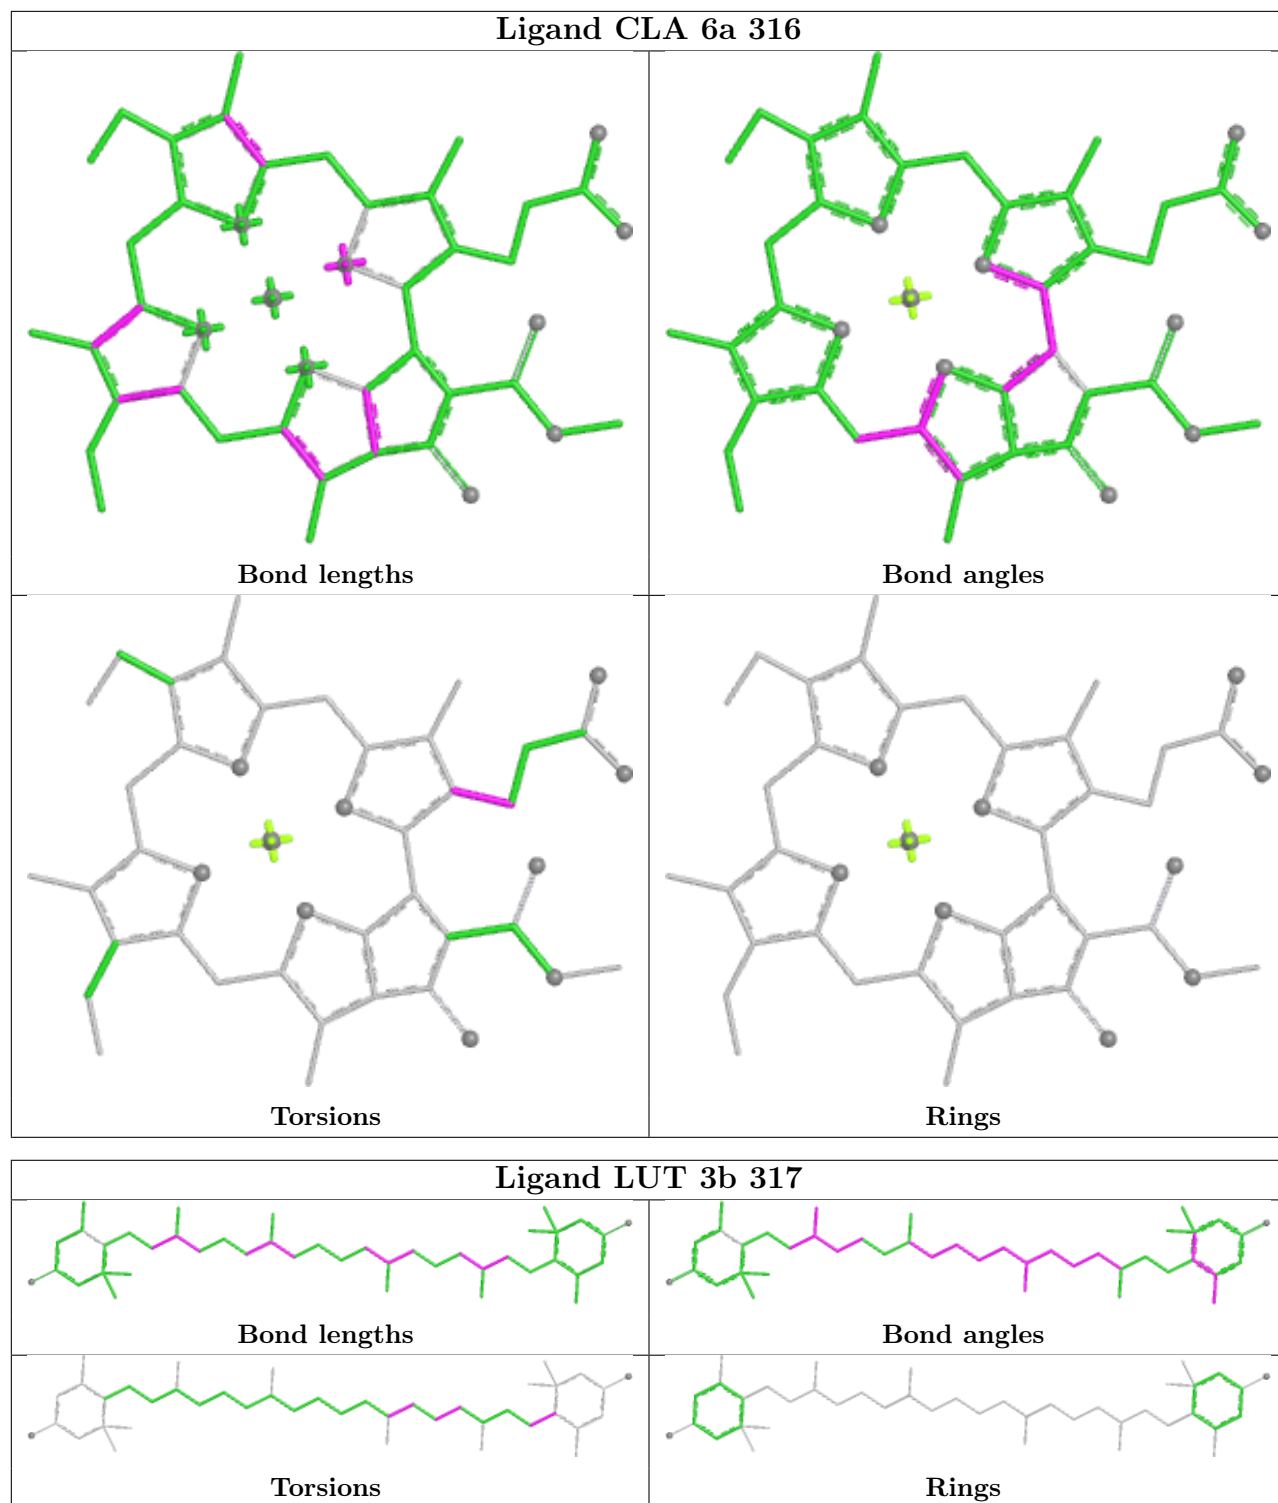 Ligand CLA 6a 316
Bond lengths
Bond angles
Torsions
Rings
Ligand LUT 3b 317
Bond lengths
Bond angles
Torsions
Rings